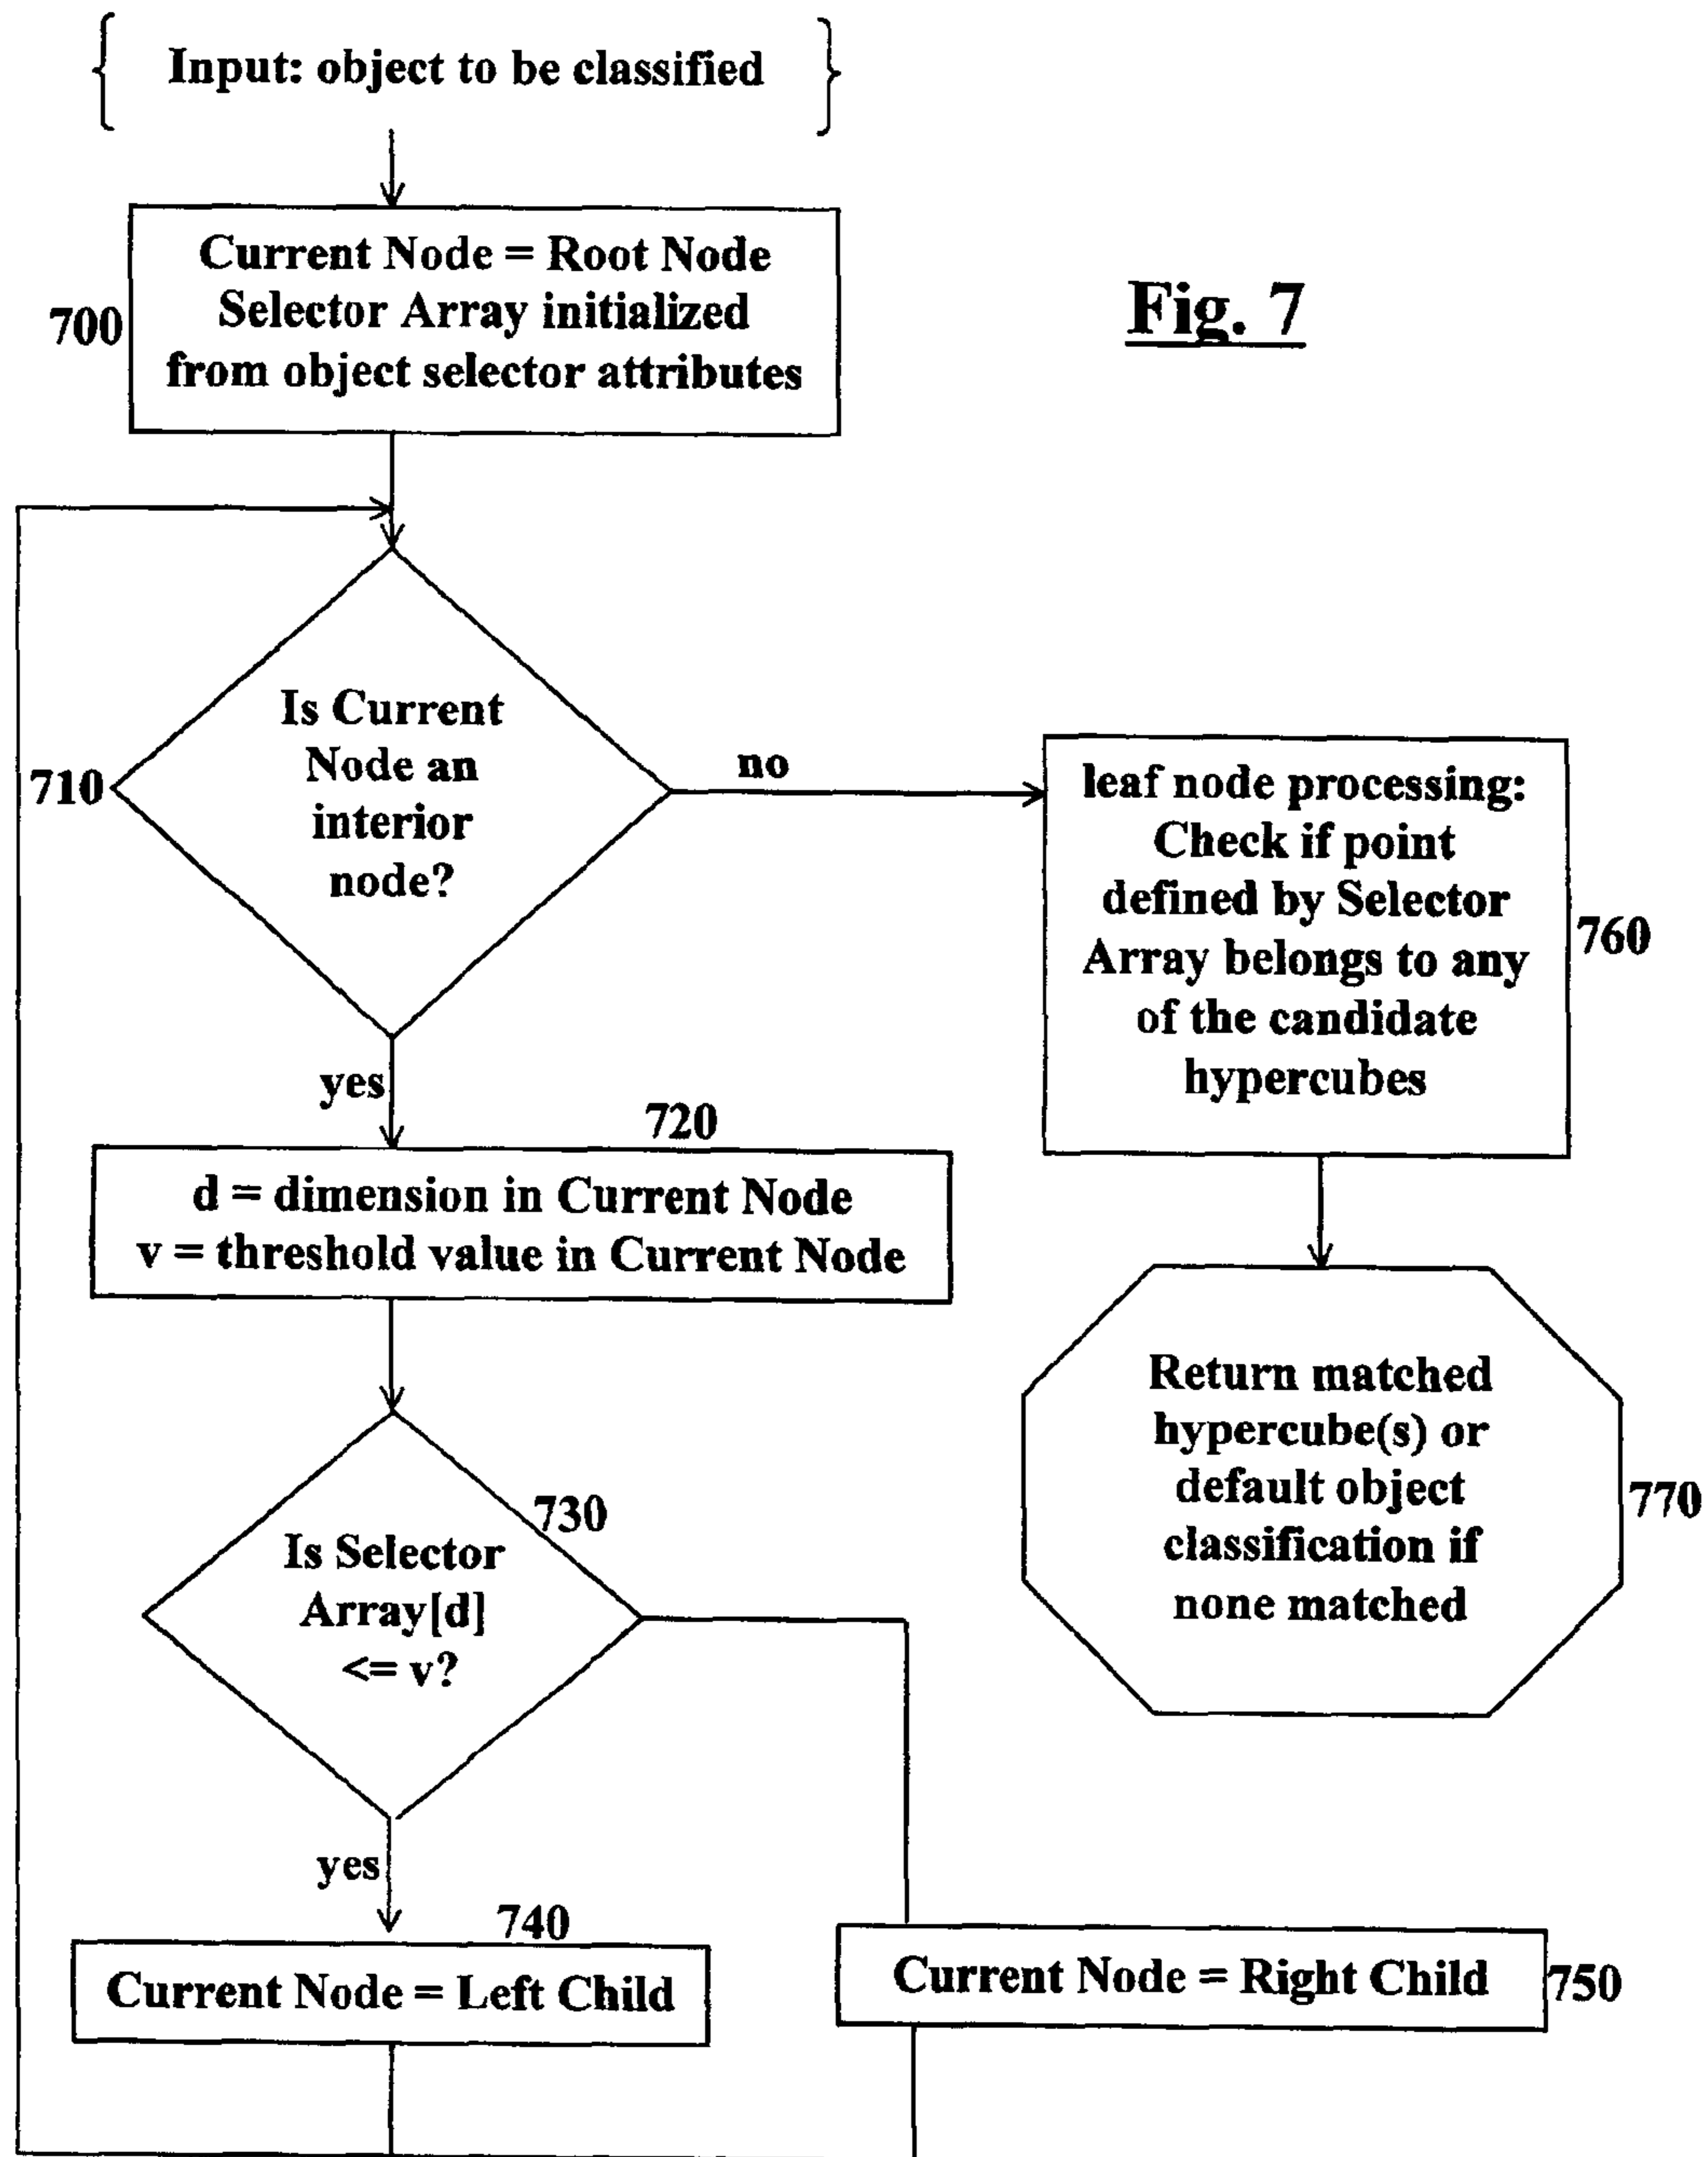 Input: object to be classified
Current Node = Root Node
Selector Array initialized
from object selector attributes
700
Fig. 7
Is Current
Node an
interior
node?
710
no
leaf node processing:
Check if point
defined by Selector
Array belongs to any
of the candidate
hypercubes
760
yes
720
d = dimension in Current Node
v = threshold value in Current Node
Return matched
hypercube(s) or
default object
classification if
none matched
770
730
Is Selector
Array[d]
<= v?
yes
740
Current Node = Left Child
Current Node = Right Child
750